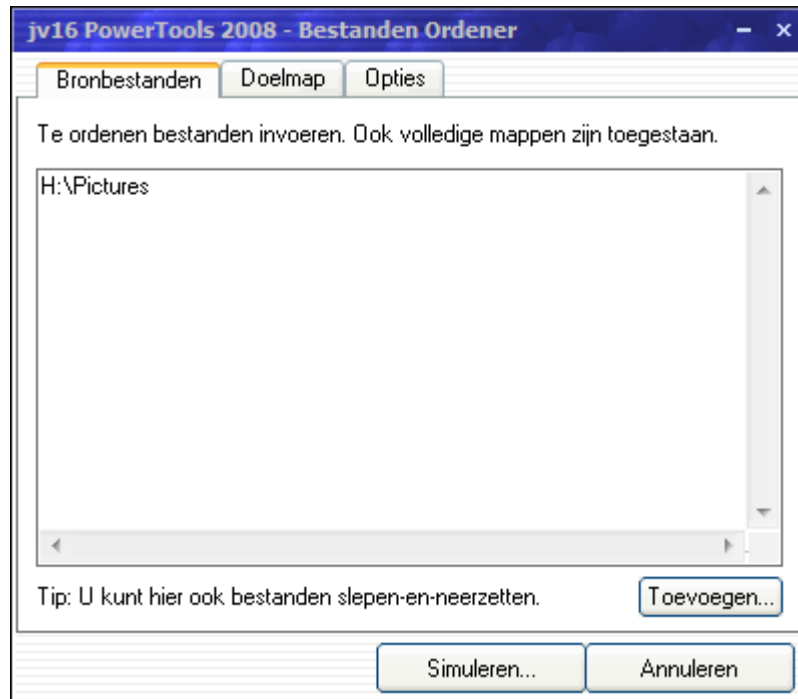 jv16 PowerTools 2008 - Bestanden Ordener
Bronbestanden Doelmap Opties
Te ordenen bestanden invoeren. Ook volledige mappen zijn toegestaan.
H:\Pictures
Tip: U kunt hier ook bestanden slepen-en-neerzetten. Toevoegen...
Simuleren... Annuleren